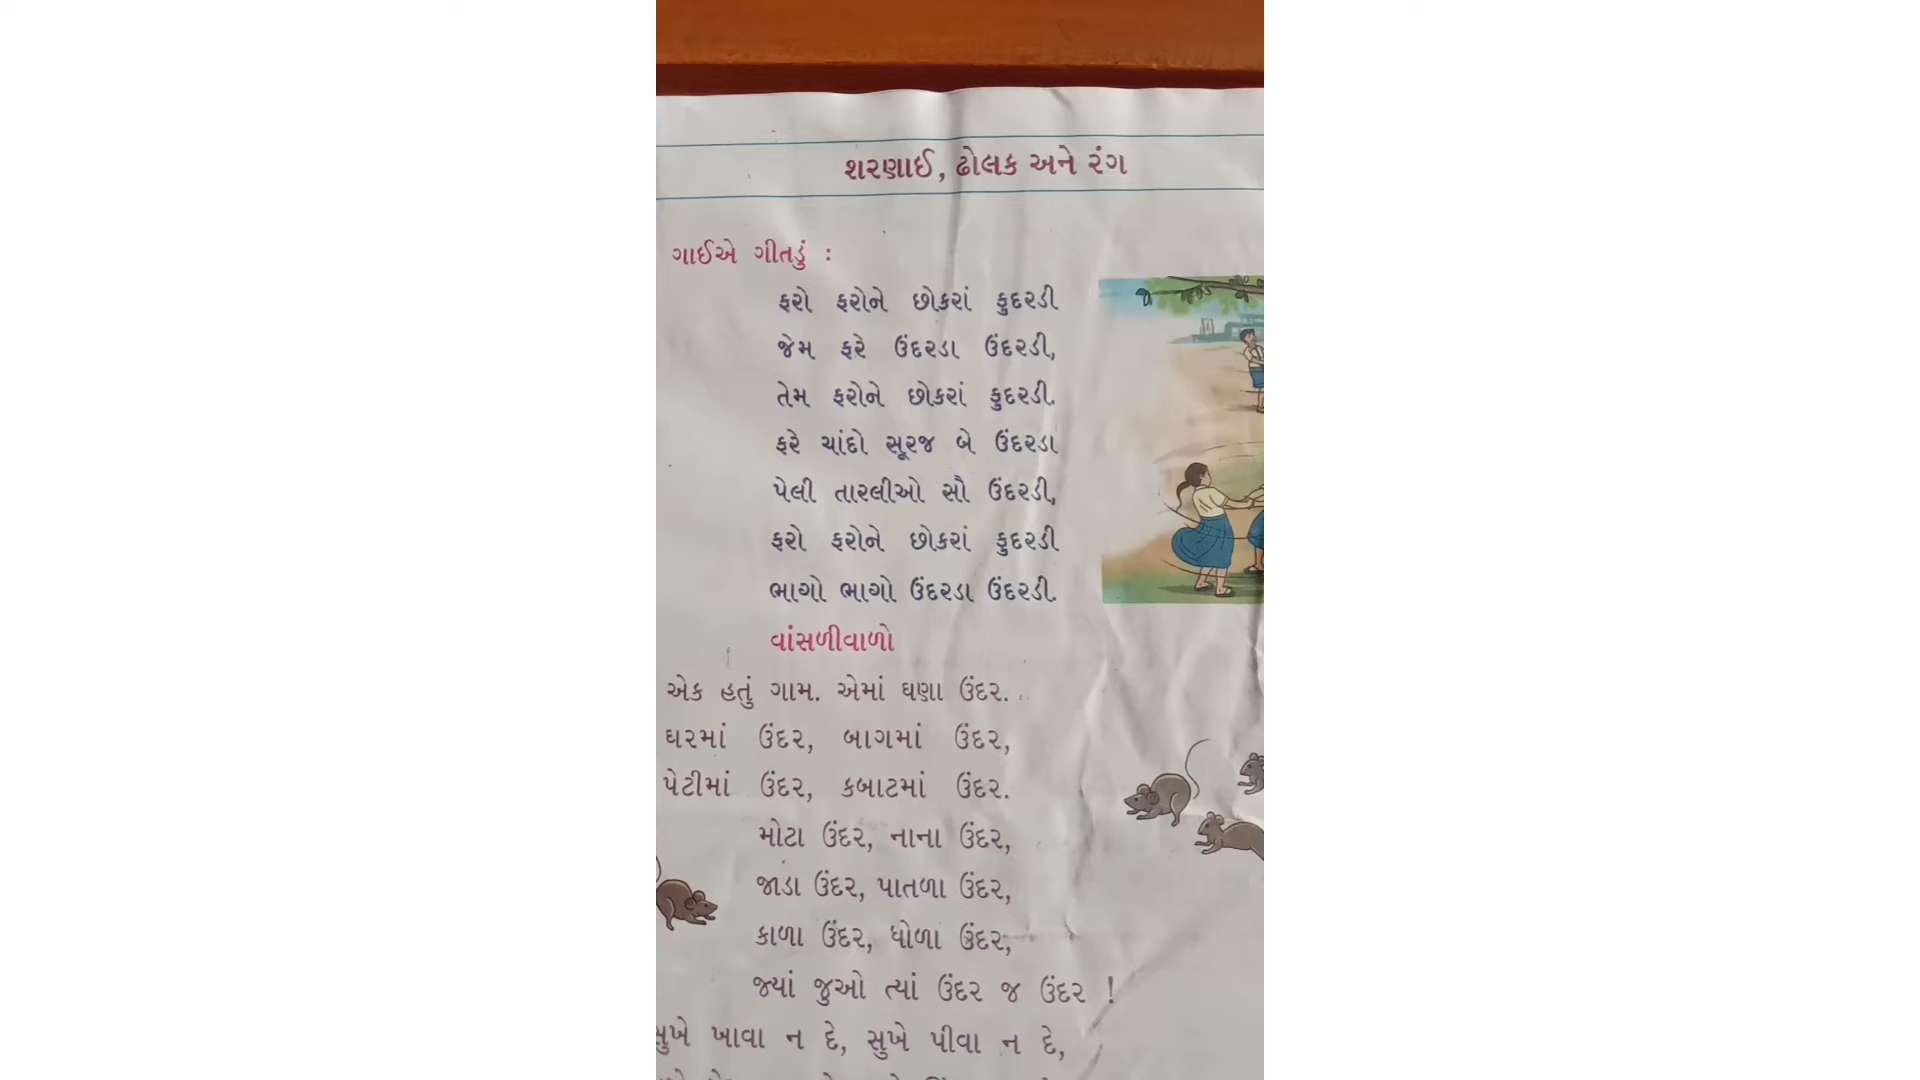 શરણાઈ, ઢોલક અને રંગ
ગાઈએ ગીતડું :
ફરો ફરોને છોકરાં ફુદરડી
જેમ ફરે ઉંદરડા ઉંદરડી,
તેમ ફરોને છોકરાં ફુદરડી.
ફરે ચાંદો સૂરજ બે ઉંદરડા
પેલી તારલીઓ સૌ ઉંદરડી,
ફરો ફરોને છોકરાં ફુદરડી
ભાગો ભાગો ઉંદરડા ઉંદરડી.
વાંસળીવાળો
એક હતું ગામ. એમાં ઘણા ઉંદર.
ઘરમાં ઉંદર, બાગમાં ઉંદર,
પેટીમાં ઉંદર, કબાટમાં ઉંદર.
મોટા ઉંદર, નાના ઉંદર,
જાડા ઉંદર, પાતળા ઉંદર,
કાળા ઉંદર, ધોળા ઉંદર,
જ્યાં જુઓ ત્યાં ઉંદર જ ઉંદર !
સુખે ખાવા ન દે, સુખે પીવા ન દે,